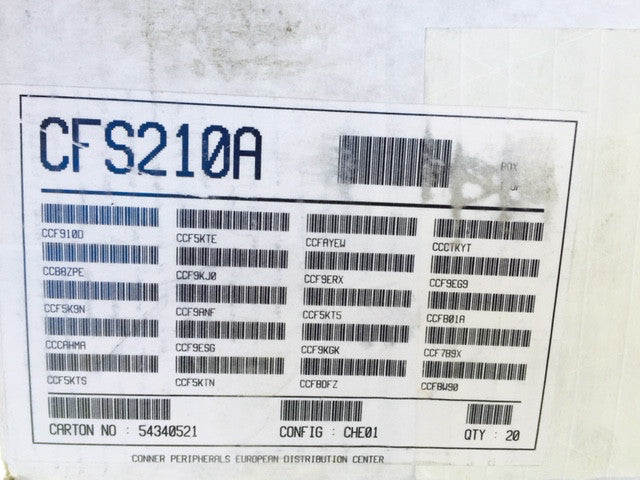 CFS210A
CCF910D CCF5KTE CCFAYEW CCCTKYT
CCB8ZPE CCF9KJ0 CCF9ERX CCF9EG9
CCF5K9N CCF9ANF CCF5KT5 CCFB01A
CCCAHMA CCF9ESG CCF9KGK CCF7B9X
CCF5KTS CCF5KTN CCFBDFZ CCFBW90
CARTON NO : 54340521 CONFIG : CHE01 QTY : 20
CONNER PERIPHERALS EUROPEAN DISTRIBUTION CENTER